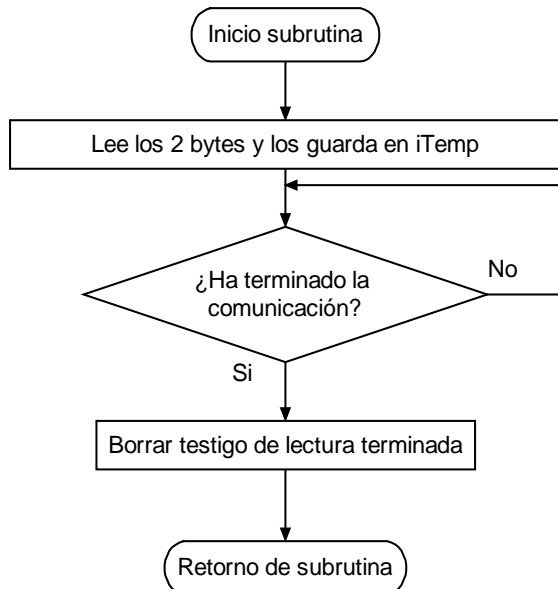 Inicio subrutina
Lee los 2 bytes y los guarda en iTemp
¿Ha terminado la
comunicación?
No
Si
Borrar testigo de lectura terminada
Retorno de subrutina